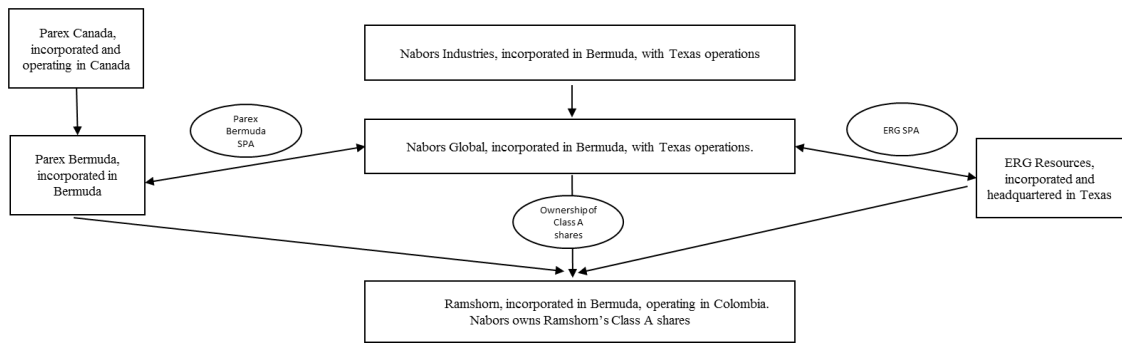 Parex Canada,
incorporated and
operating in Canada
Nabors Industries, incorporated in Bermuda, with Texas operations
Parex
Bermuda
SPA
ERG SPA
Parex Bermuda,
incorporated in
Bermuda
Nabors Global, incorporated in Bermuda, with Texas operations.
ERG Resources,
incorporated and
headquartered in Texas
Ownership of
Class A
shares
Ramshorn, incorporated in Bermuda, operating in Colombia.
Nabors owns Ramshorn's Class A shares